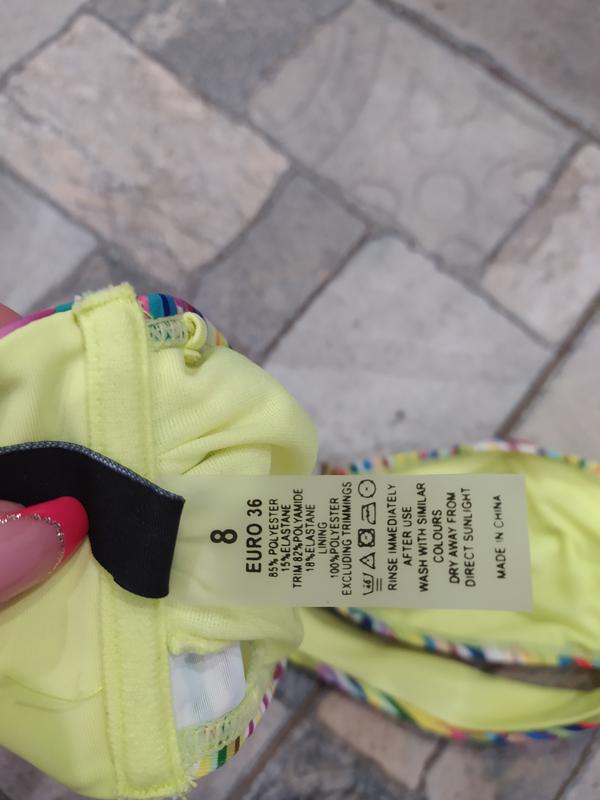 8
EURO 36
85% POLYESTER
15%ELASTANE
TRIM 82%POLYAMIDE
18%ELASTANE
LINING
100%POLYESTER
EXCLUDING TRIMMINGS
RINSE IMMEDIATELY
AFTER USE
WASH WITH SIMILAR
COLOURS
DRY AWAY FROM
DIRECT SUNLIGHT
MADE IN CHINA